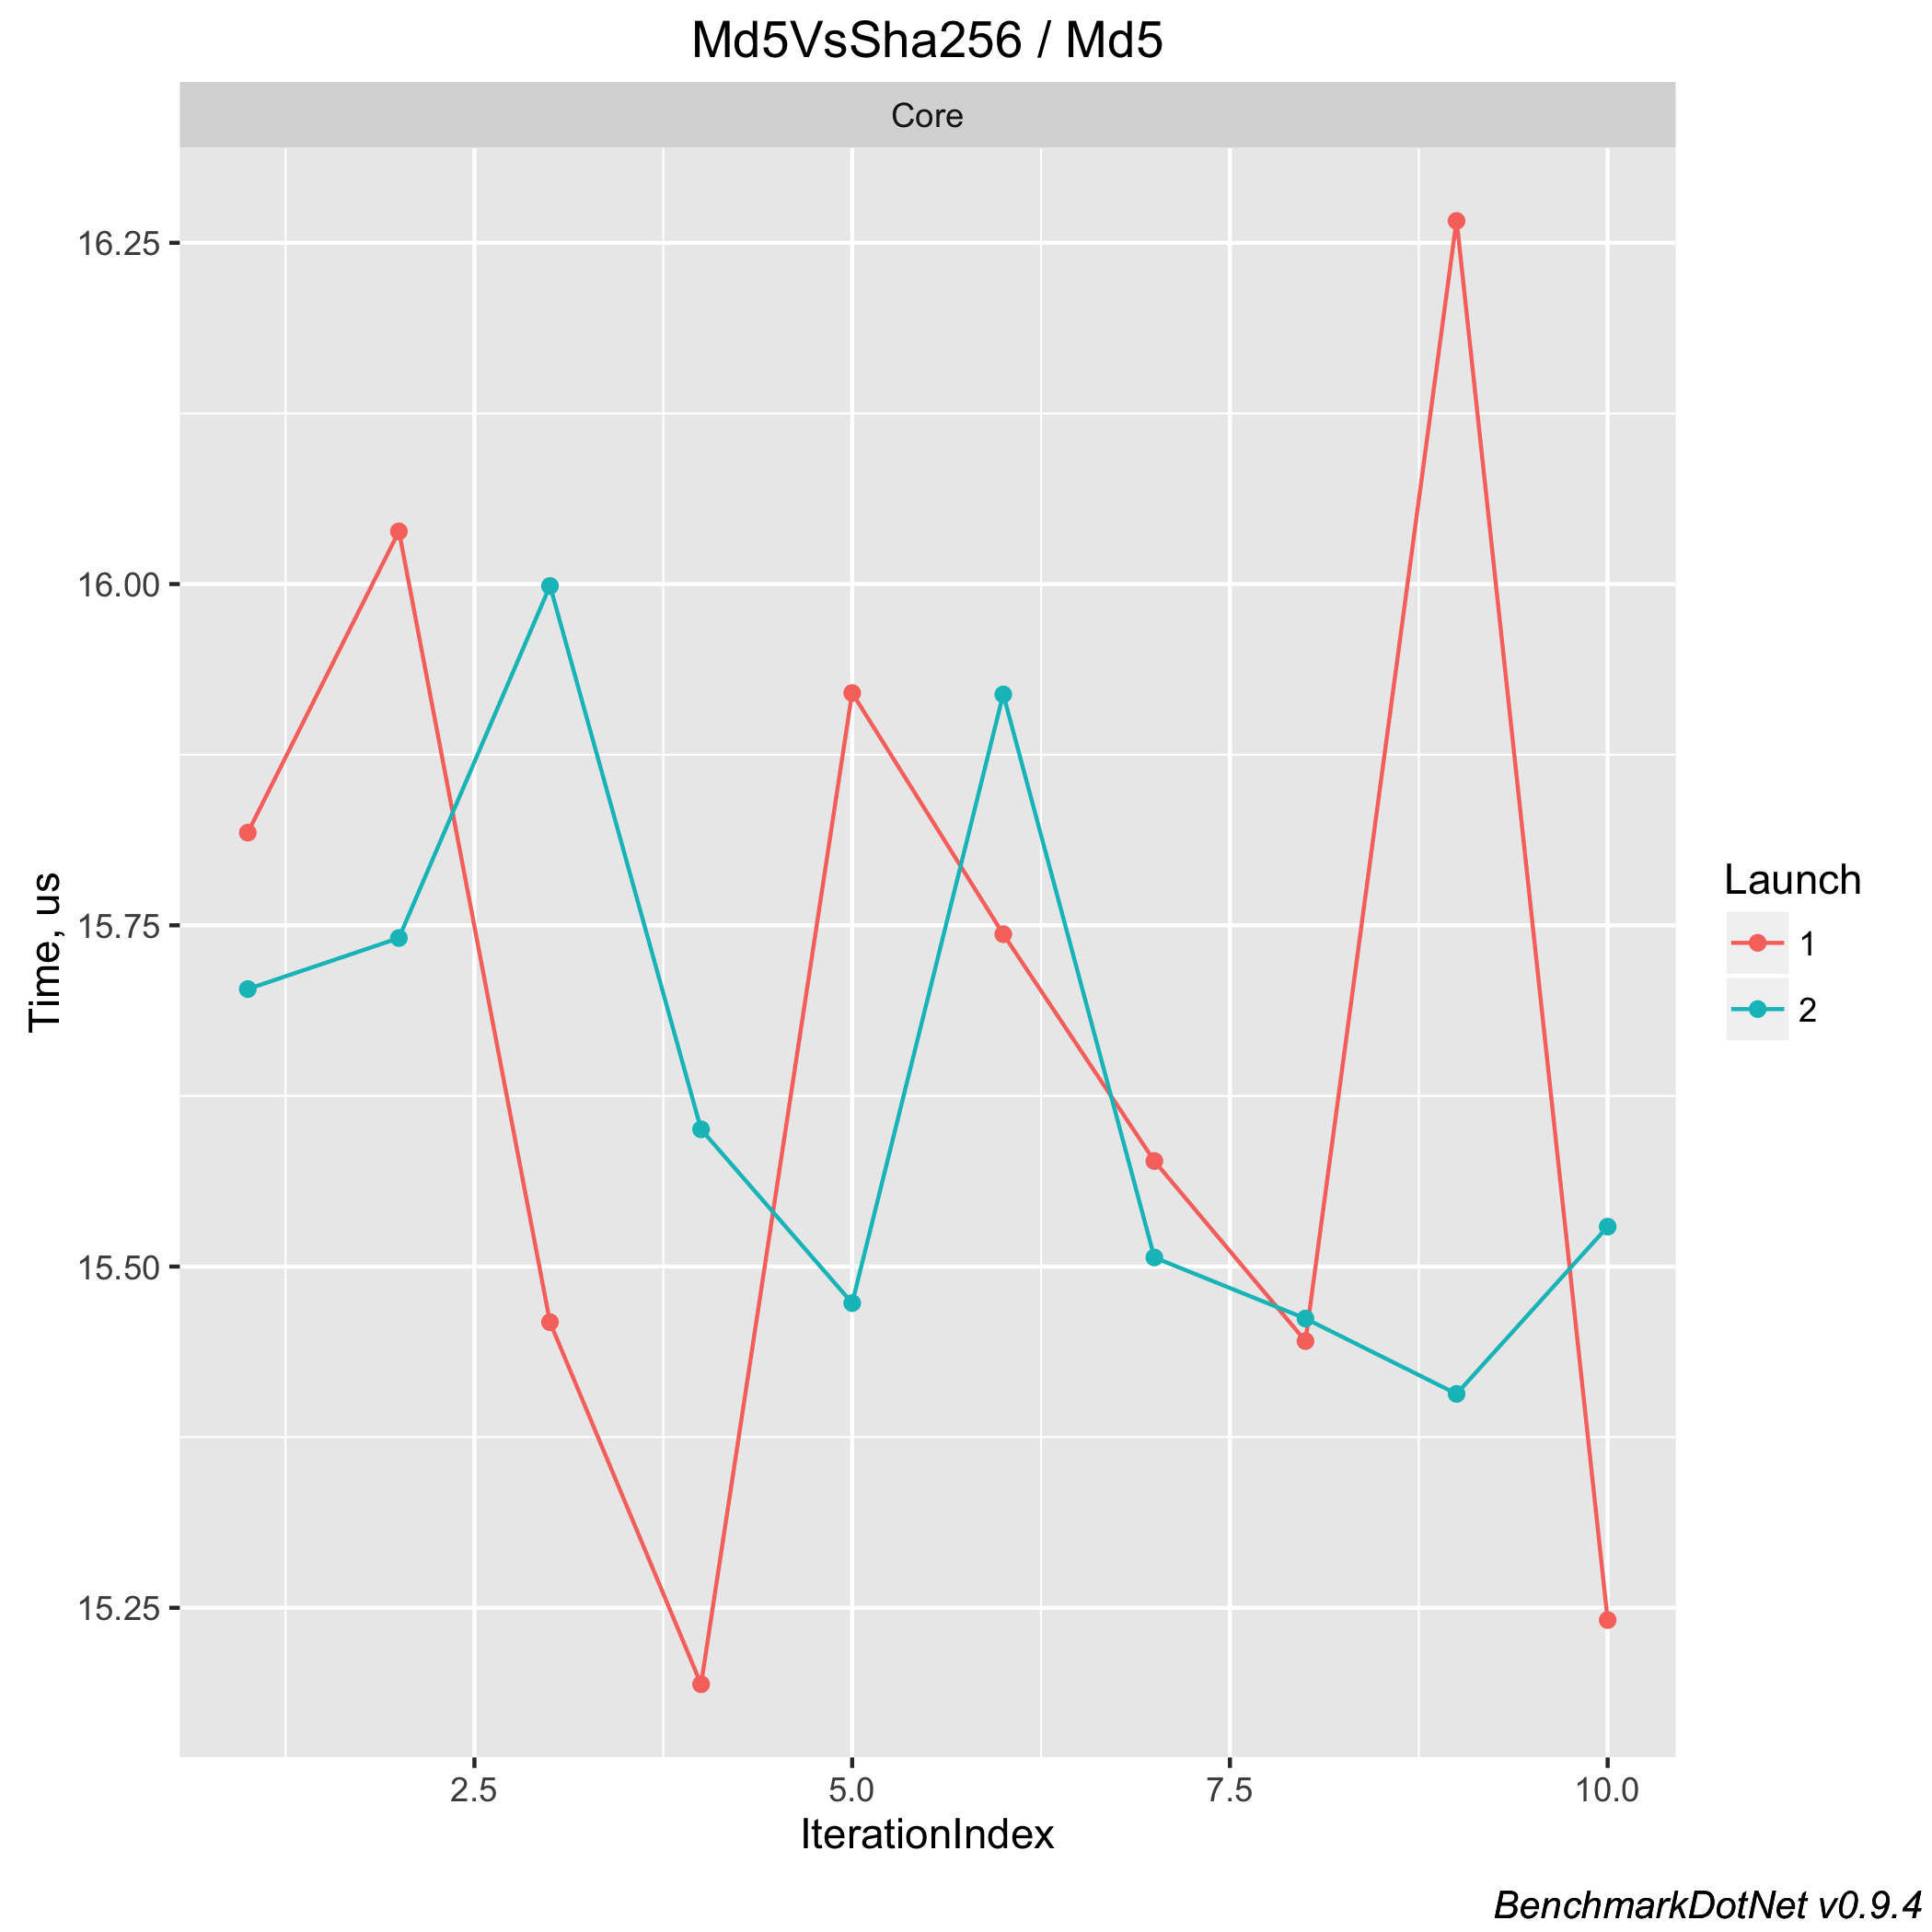 Md5VsSha256 / Md5
Core
16.25
16.00
15.75
15.50
15.25
Time, us
2.5 5.0 7.5 10.0
IterationIndex
Launch
1
2
BenchmarkDotNet v0.9.4